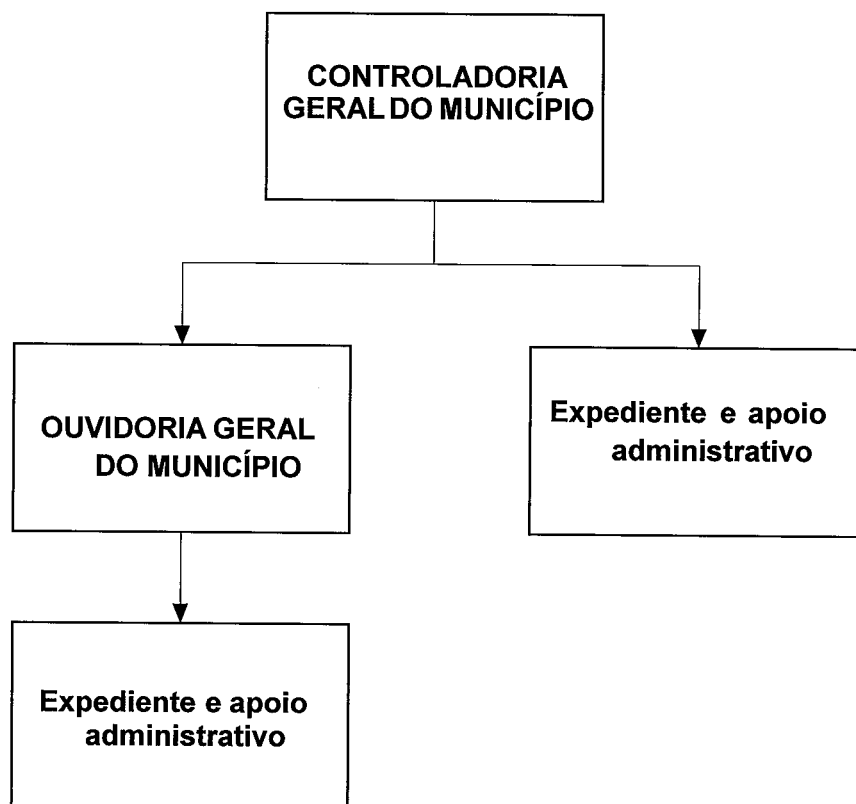 CONTROLADORIA
GERAL DO MUNICÍPIO
OUVIDORIA GERAL
DO MUNICÍPIO
Expediente e apoio
administrativo
Expediente e apoio
administrativo